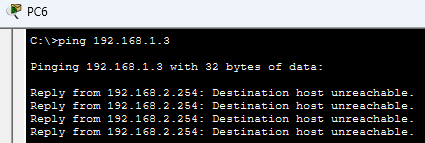 PC6
C:\>ping 192.168.1.3
Pinging 192.168.1.3 with 32 bytes of data:
Reply from 192.168.2.254: Destination host unreachable.
Reply from 192.168.2.254: Destination host unreachable.
Reply from 192.168.2.254: Destination host unreachable.
Reply from 192.168.2.254: Destination host unreachable.